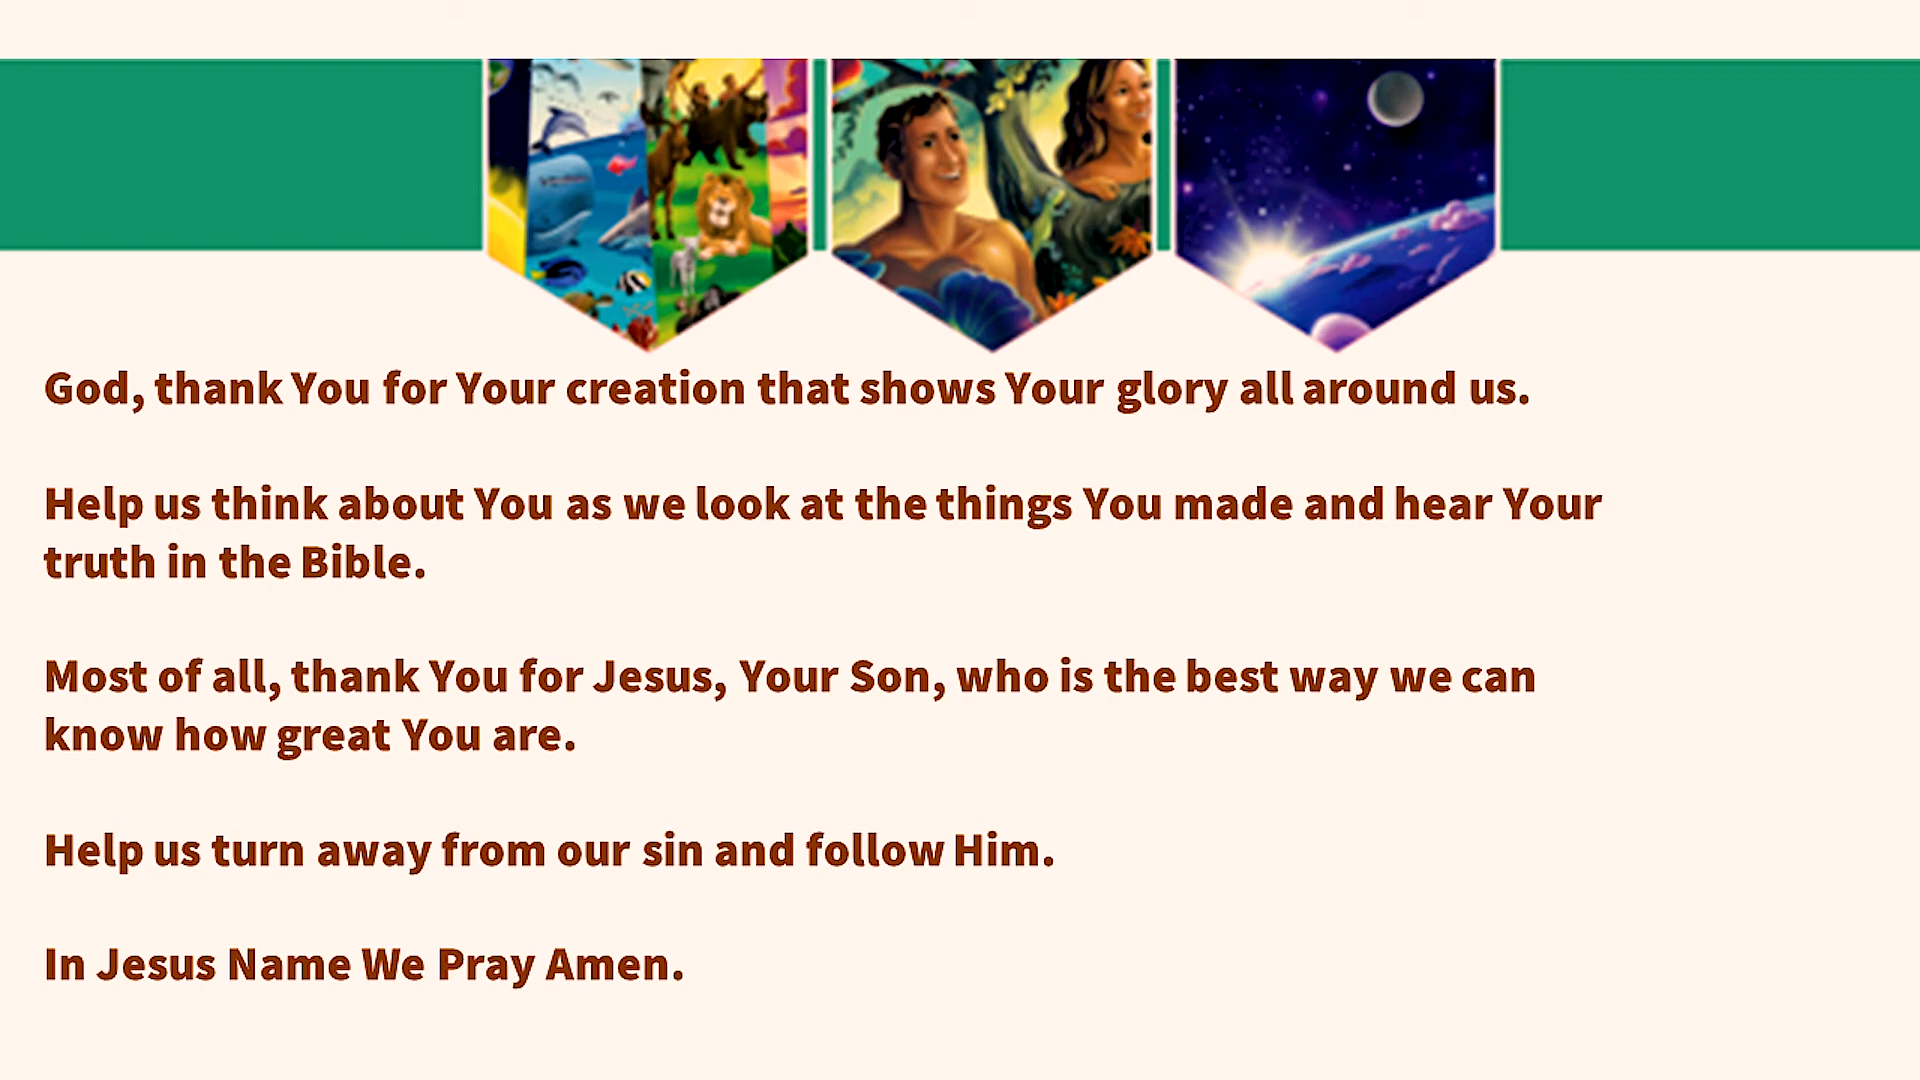 God, thank You for Your creation that shows Your glory all around us.
Help us think about You as we look at the things You made and hear Your
truth in the Bible.
Most of all, thank You for Jesus, Your Son, who is the best way we can
know how great You are.
Help us turn away from our sin and follow Him.
In Jesus Name We Pray Amen.